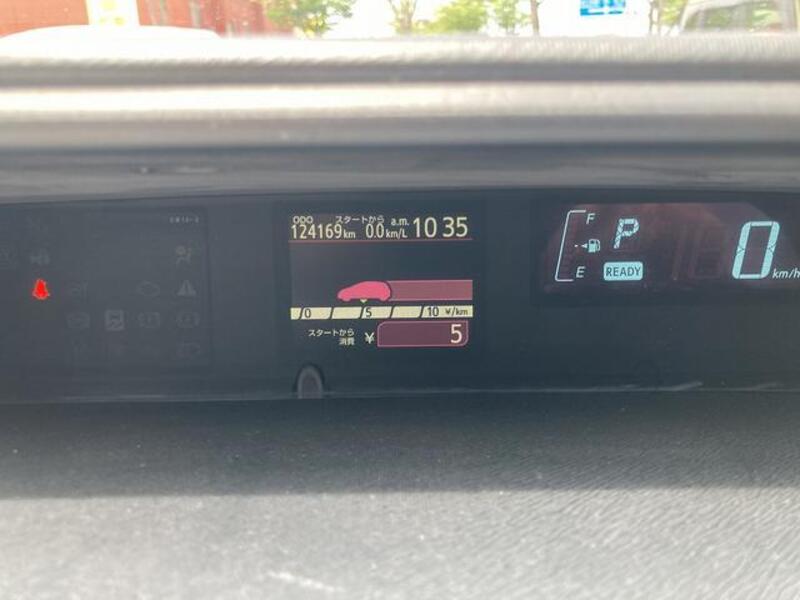 ODO スタートから a.m. 10 35
124169km 0.0km/L
0 5 10 ¥/km
スタートから
消費 ¥ 5
F
P
E READY
0 km/h